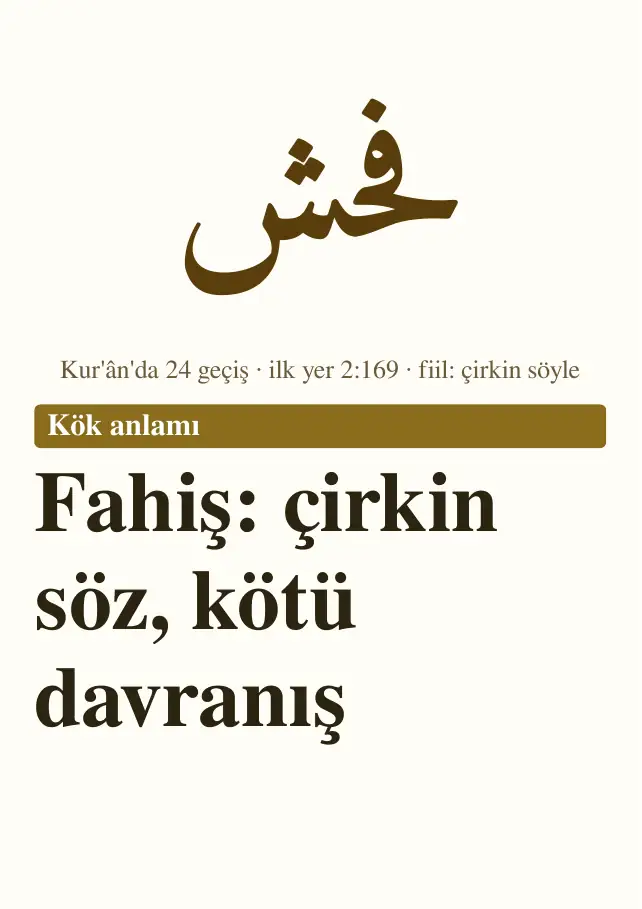 فحش
Kur'ân'da 24 geçiş · ilk yer 2:169 · fiil: çirkin söyle
Kök anlamı
Fahiş: çirkin
söz, kötü
davranış